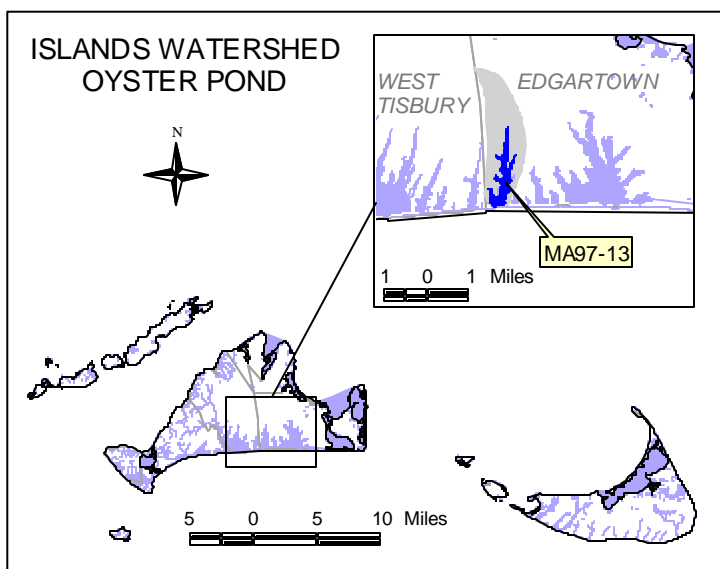 ISLANDS WATERSHED
OYSTER POND
N
WEST
TISBURY
EDGARTOWN
MA97-13
1 0 1 Miles
5 0 5 10 Miles